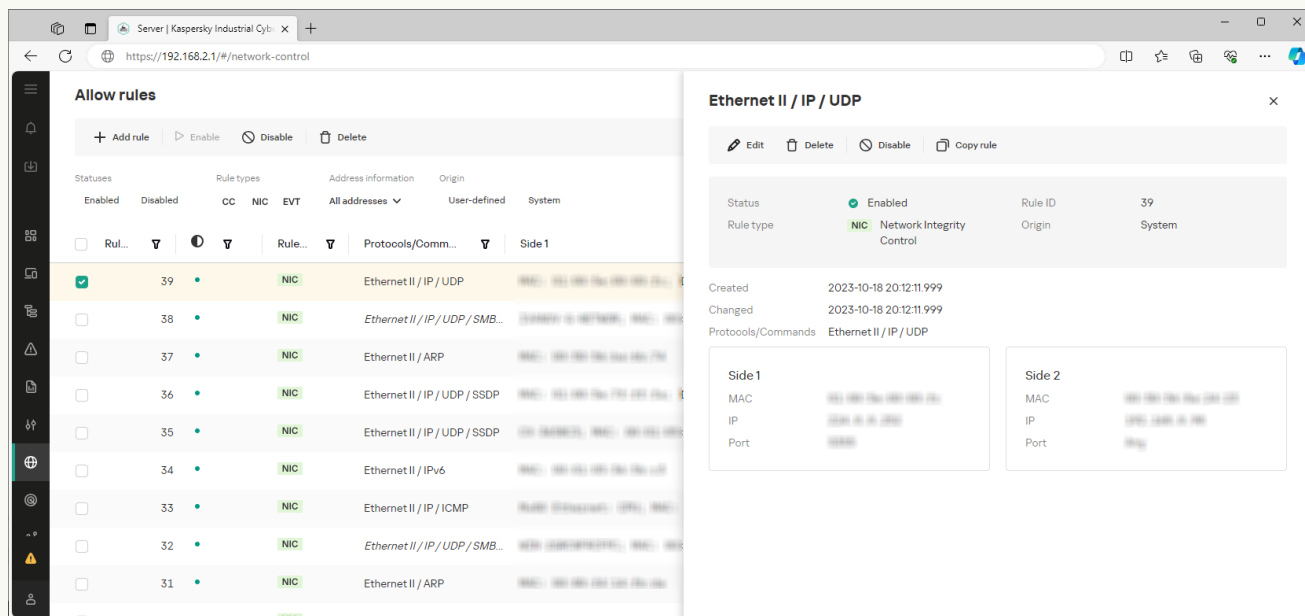 Server | Kaspersky Industrial Cyb
https://192.168.2.1/#/network-control
Allow rules
Add rule Enable Disable Delete
Statuses Rule types Address information Origin
Enabled Disabled CC NIC EVT All addresses User-defined System
Rul... Rule... Protocols/Comm... Side 1
39 NIC Ethernet II / IP / UDP
38 NIC Ethernet II / IP / UDP / SMB...
37 NIC Ethernet II / ARP
36 NIC Ethernet II / IP / UDP / SSDP
35 NIC Ethernet II / IP / UDP / SSDP
34 NIC Ethernet II / IPv6
33 NIC Ethernet II / IP / ICMP
32 NIC Ethernet II / IP / UDP / SMB...
31 NIC Ethernet II / ARP
Ethernet II / IP / UDP
Edit Delete Disable Copy rule
Status Enabled Rule ID 39
Rule type NIC Network Integrity Origin System
Control
Created 2023-10-18 20:12:11.999
Changed 2023-10-18 20:12:11.999
Protocols/Commands Ethernet II / IP / UDP
Side 1
MAC
IP
Port
Side 2
MAC
IP
Port